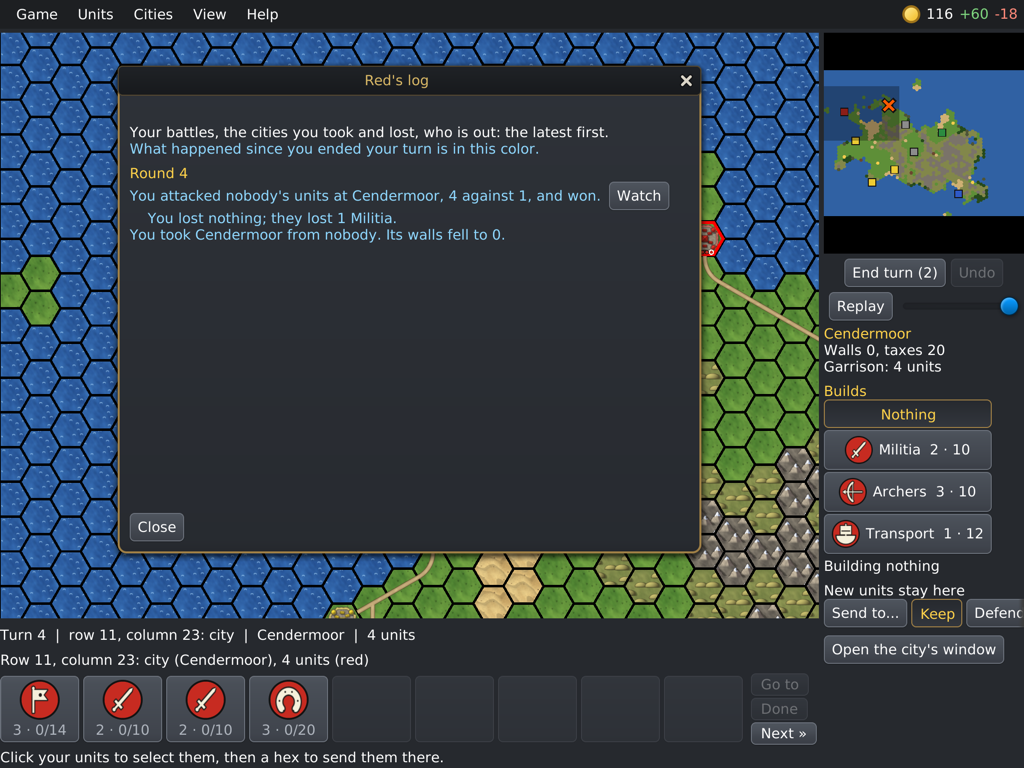 Game Units Cities View Help 116 +60 -18
Red's log
Your battles, the cities you took and lost, who is out: the latest first.
What happened since you ended your turn is in this color.
Round 4
You attacked nobody's units at Cendermoor, 4 against 1, and won. Watch
You lost nothing; they lost 1 Militia.
You took Cendermoor from nobody. Its walls fell to 0.
Close
End turn (2) Undo
Replay
Cendermoor
Walls 0, taxes 20
Garrison: 4 units
Builds
Nothing
Militia 2 · 10
Archers 3 · 10
Transport 1 · 12
Building nothing
New units stay here
Send to... Keep Defend
Open the city's window
Turn 4 | row 11, column 23: city | Cendermoor | 4 units
Row 11, column 23: city (Cendermoor), 4 units (red)
3 · 0/14 2 · 0/10 2 · 0/10 3 · 0/20
Go to
Done
Next »
Click your units to select them, then a hex to send them there.